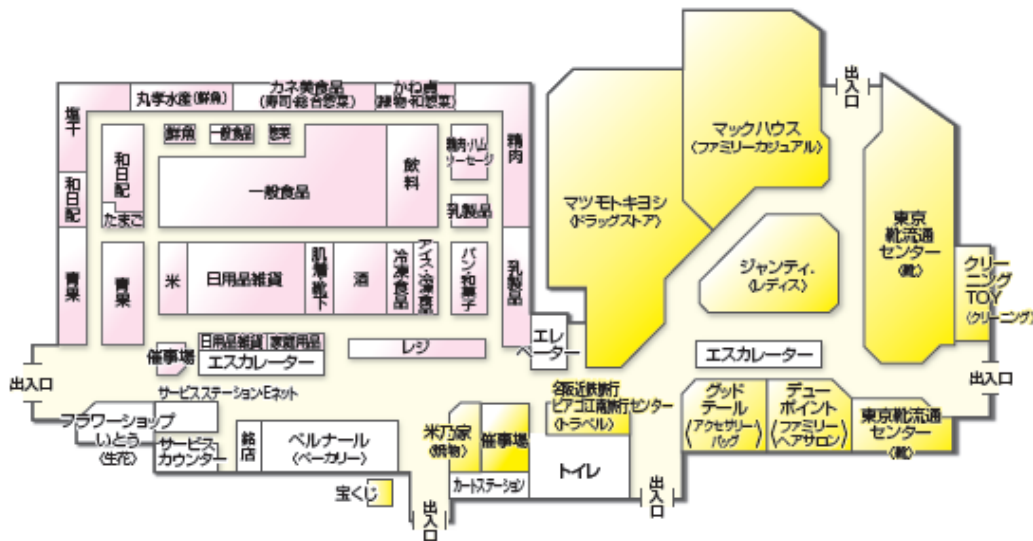 丸孝水産(鮮魚)
カネ美食品
(寿司・総合惣菜)
かね貞
(練物・和惣菜)
塩干
鮮魚
一般食品
惣菜
精肉・ハム
ソーセージ
精肉
和日配
和日配
たまご
一般食品
飲料
乳製品
青果
青果
米
日用品雑貨
肌着・靴下
酒
冷凍食品
アイス・冷凍食品
パン・和菓子
乳製品
催事場
日用品雑貨
家庭用品
エスカレーター
レジ
エレ
ベーター
出入口
サービスステーション・Eネット
フラワーショップ
いとう
(生花)
サービス
カウンター
銘店
ベルナール
(ベーカリー)
宝くじ
米乃家
(焼物)
催事場
カートステーション
出入口
名阪近鉄旅行
ピアゴ江南旅行センター
(トラベル)
トイレ
出入口
マツモトキヨシ
(ドラッグストア)
マックハウス
(ファミリーカジュアル)
出入口
ジャンティ・
(レディス)
東京
靴流通
センター
(靴)
クリー
ニング
TOY
(クリーニング)
エスカレーター
出入口
グッド
テール
(アクセサリー・
バッグ)
デュー
ポイント
(ファミリー
ヘアサロン)
東京靴流通
センター
(靴)